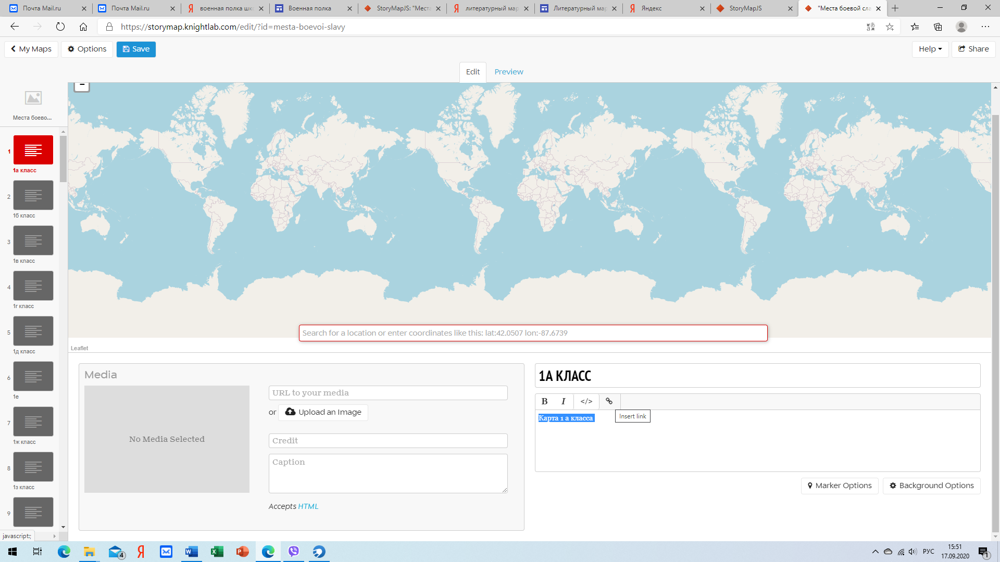 Почта Mail.ru
Почта Mail.ru
военная полка шко
Военная полка
StoryMapJS: "Места
литературный мар
Литературный мар
Яндекс
StoryMapJS
"Места боевой сла
https://storymap.knightlab.com/edit/?id=mesta-boevoi-slavy
My Maps
Options
Save
Help
Share
Edit
Preview
Места боево...
1
1а класс
2
1б класс
3
1в класс
4
1г класс
5
1д класс
6
1е
7
1ж класс
8
1з класс
9
Search for a location or enter coordinates like this: lat:42.0507 lon:-87.6739
Leaflet
Media
No Media Selected
URL to your media
or
Upload an Image
Credit
Caption
Accepts HTML
1А КЛАСС
B I </>
Insert link
Карта 1 а класса
Marker Options
Background Options
javascript:;
4
РУС
15:51
17.09.2020
1